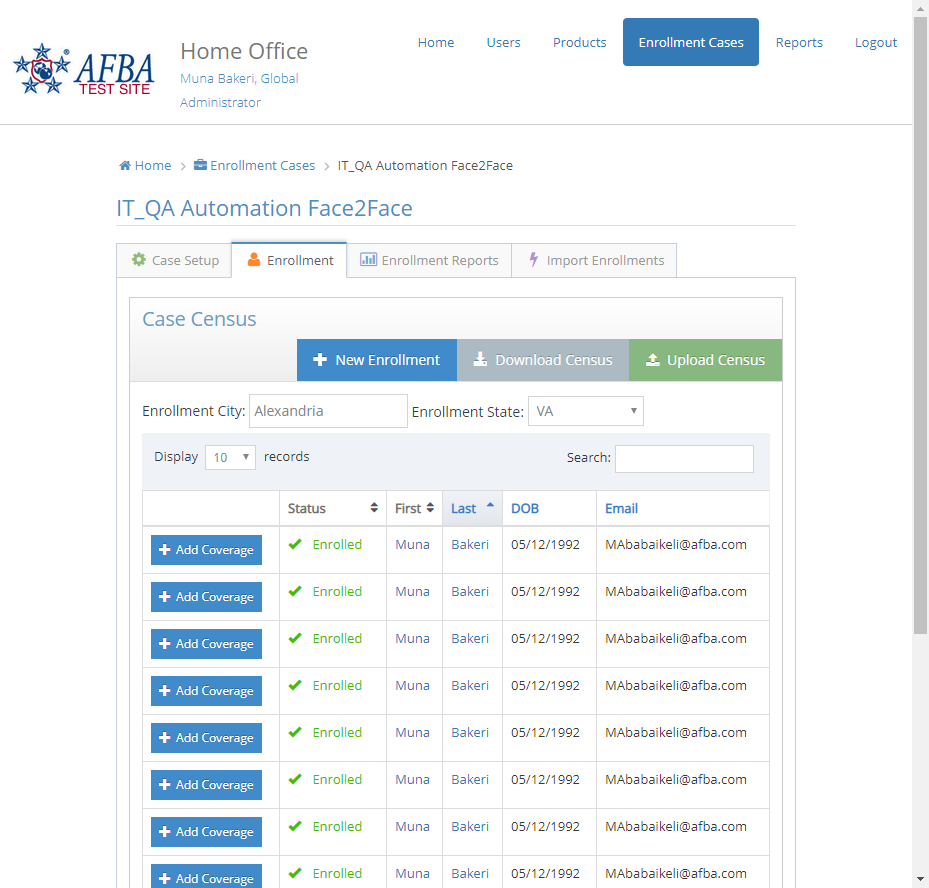 AFBA
®
TEST SITE
Home Office
Muna Bakeri, Global
Administrator
Home Users Products Enrollment Cases Reports Logout
Home > Enrollment Cases > IT_QA Automation Face2Face
IT_QA Automation Face2Face
Case Setup Enrollment Enrollment Reports Import Enrollments
Case Census
New Enrollment Download Census Upload Census
Enrollment City: Alexandria Enrollment State: VA
Display 10 records Search:
Status First Last DOB Email
Add Coverage Enrolled Muna Bakeri 05/12/1992 MAbabaikeli@afba.com
Add Coverage Enrolled Muna Bakeri 05/12/1992 MAbabaikeli@afba.com
Add Coverage Enrolled Muna Bakeri 05/12/1992 MAbabaikeli@afba.com
Add Coverage Enrolled Muna Bakeri 05/12/1992 MAbabaikeli@afba.com
Add Coverage Enrolled Muna Bakeri 05/12/1992 MAbabaikeli@afba.com
Add Coverage Enrolled Muna Bakeri 05/12/1992 MAbabaikeli@afba.com
Add Coverage Enrolled Muna Bakeri 05/12/1992 MAbabaikeli@afba.com
Add Coverage Enrolled Muna Bakeri 05/12/1992 MAbabaikeli@afba.com